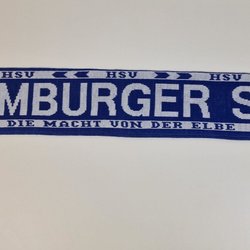 HSV HSV HSV
MBURGER S
DIE MACHT VON DER ELBE